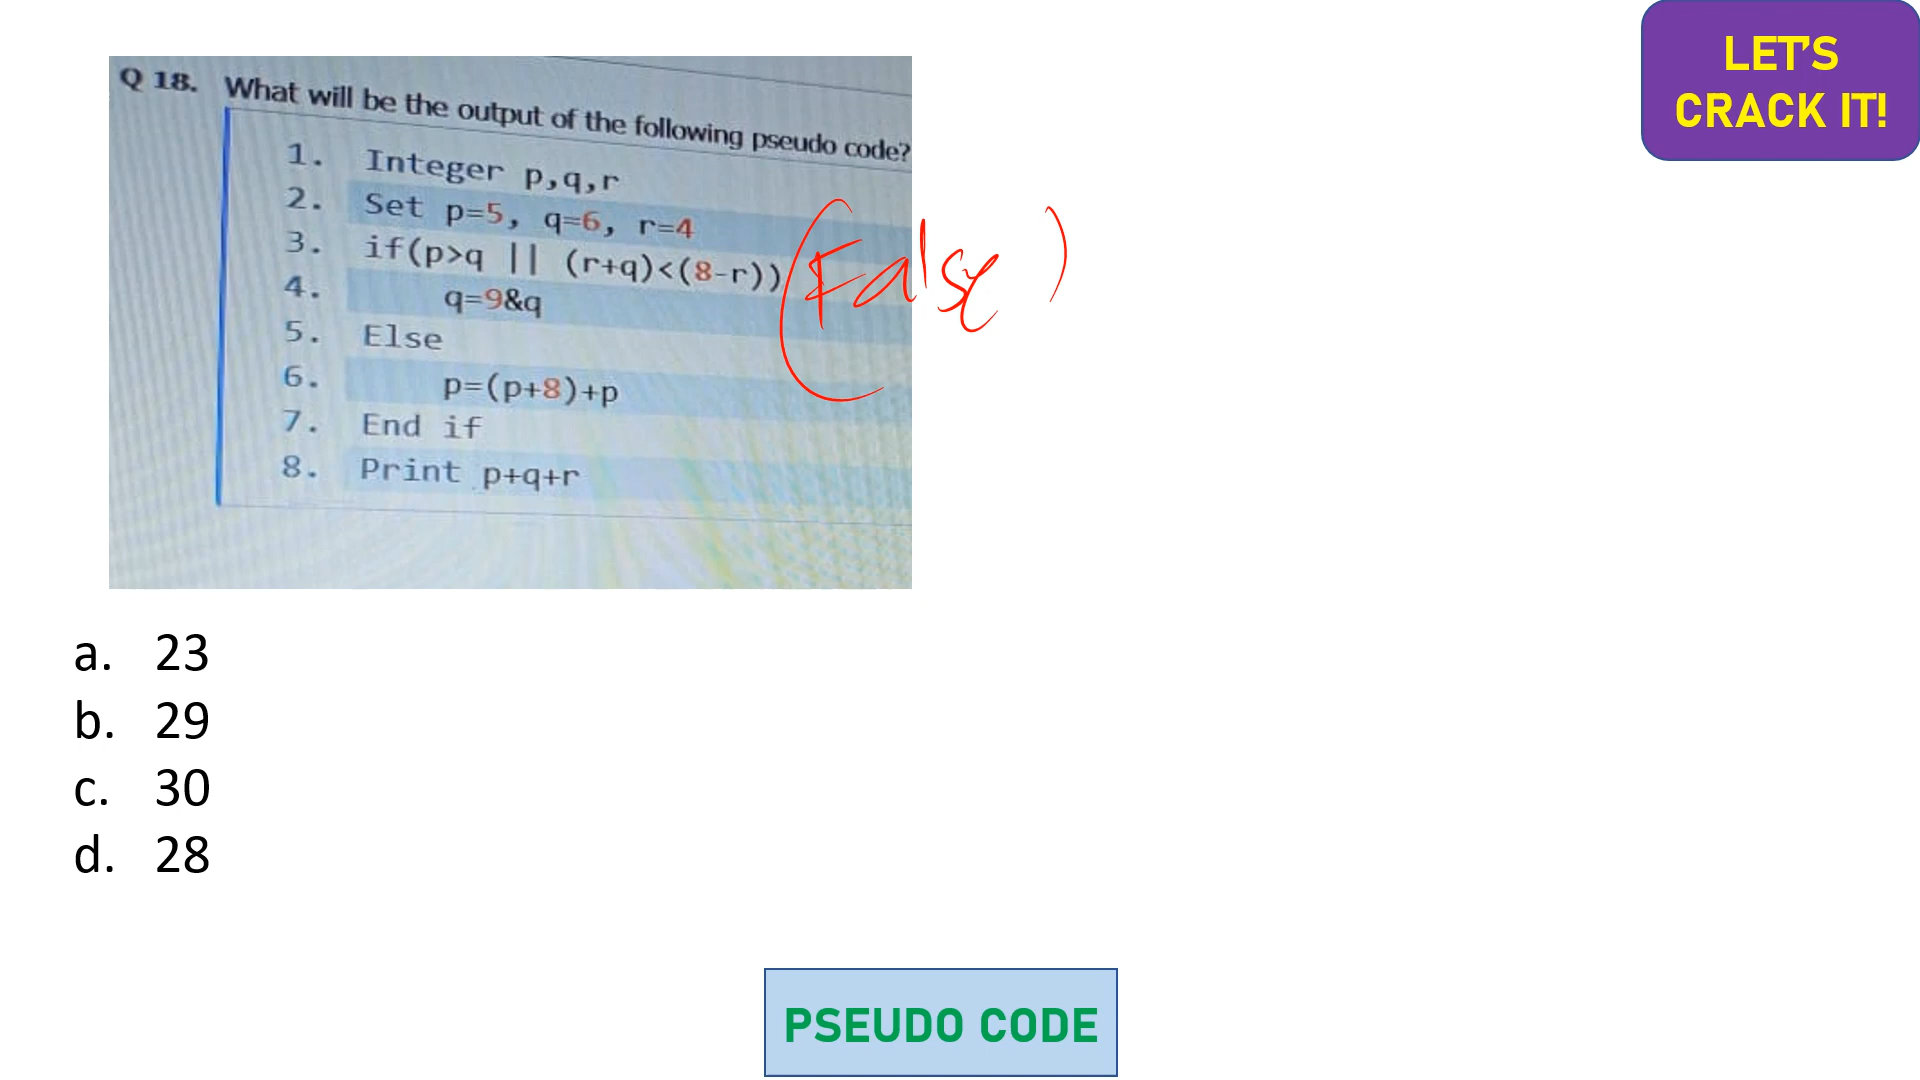 LET'S
CRACK IT!
Q 18. What will be the output of the following pseudo code?
1. Integer p,q,r
2. Set p=5, q=6, r=4
3. if(p>q || (r+q)<(8-r))
(False)
4. q=9&q
5. Else
6. p=(p+8)+p
7. End if
8. Print p+q+r
a. 23
b. 29
c. 30
d. 28
PSEUDO CODE